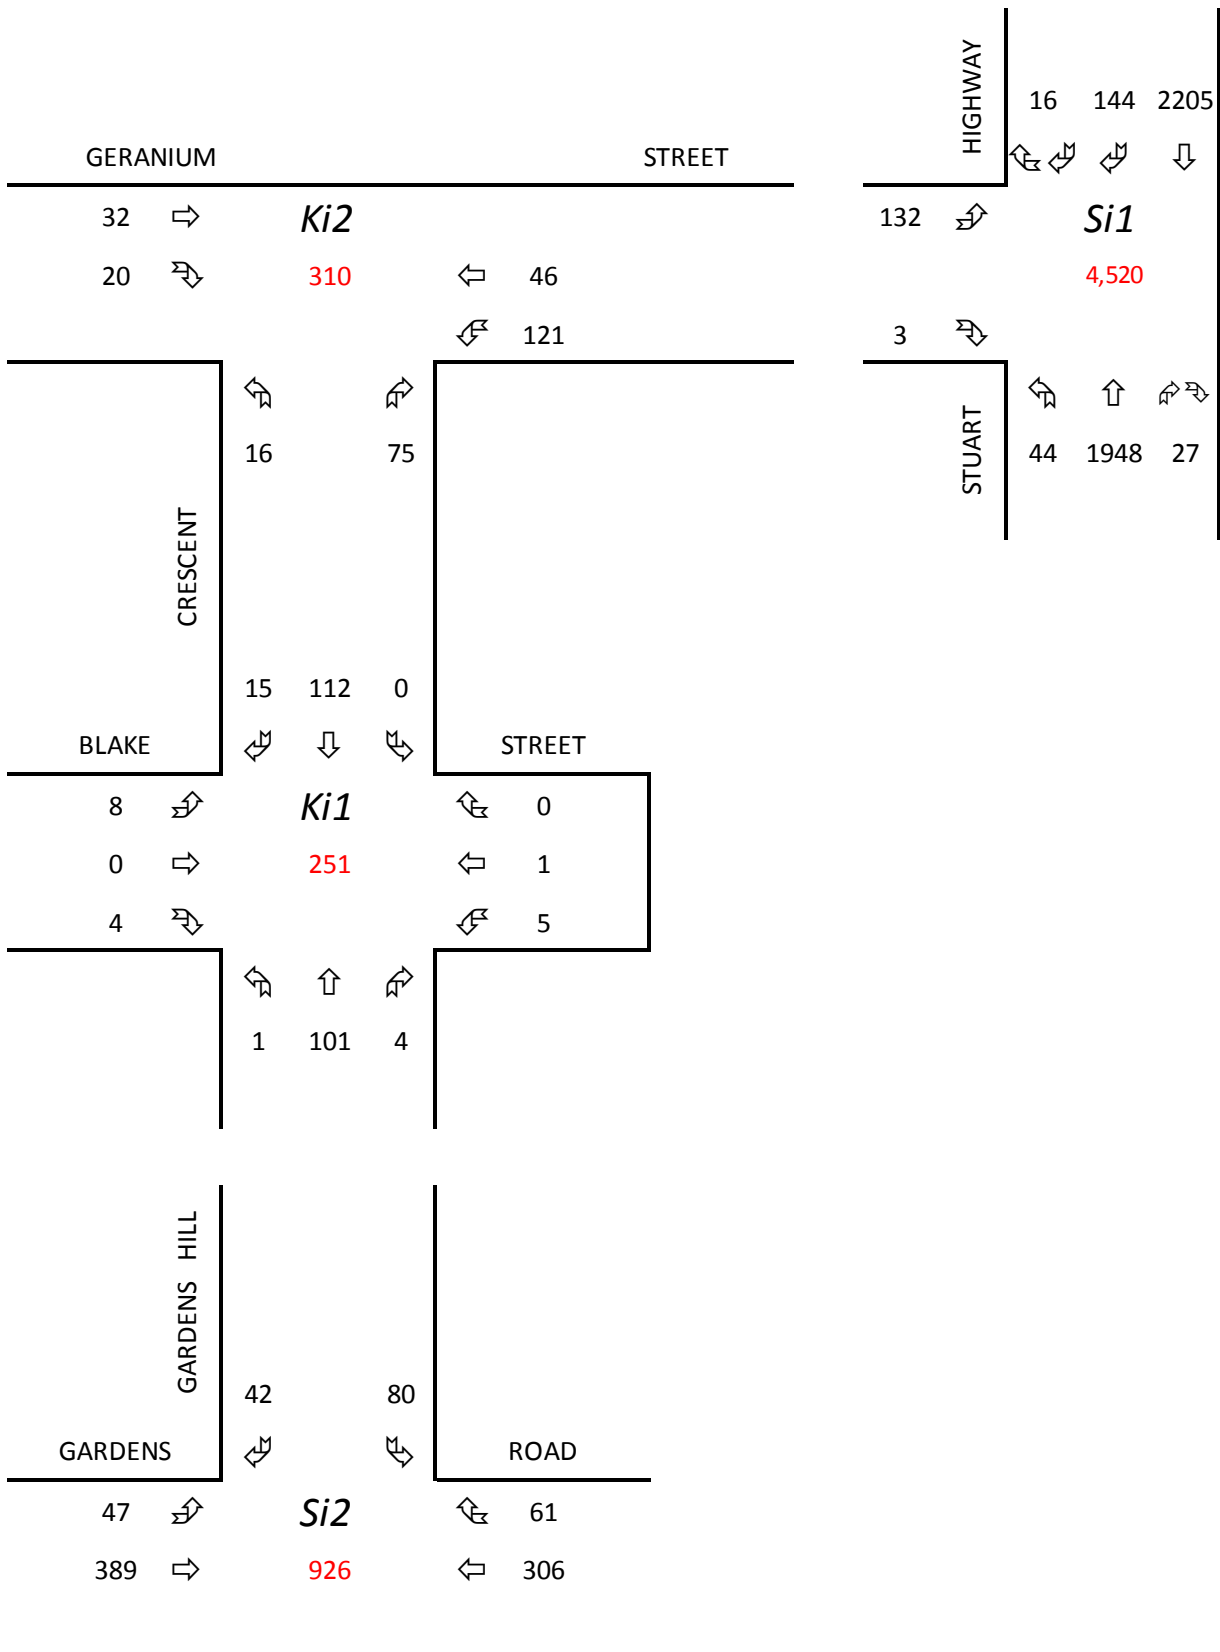 HIGHWAY
16 144 2205
GERANIUM STREET
32 Ki2 132 Si1
20 310 46 4,520
121 3
16 75 44 1948 27
STUART
CRESCENT
15 112 0
BLAKE STREET
8 Ki1 0
0 251 1
4 5
1 101 4
GARDENS HILL
42 80
GARDENS ROAD
47 Si2 61
389 926 306